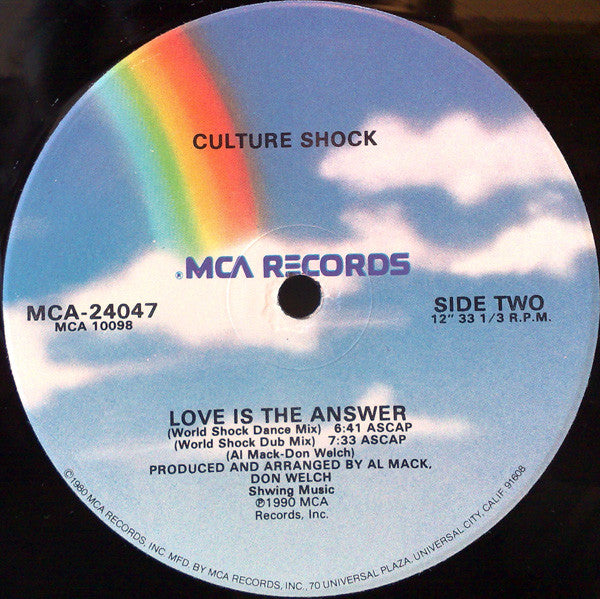 CULTURE SHOCK
®MCA RECORDS
MCA-24047
MCA 10098
SIDE TWO
12" 33 1/3 R.P.M.
LOVE IS THE ANSWER
(World Shock Dance Mix) 6:41 ASCAP
(World Shock Dub Mix) 7:33 ASCAP
(Al Mack-Don Welch)
PRODUCED AND ARRANGED BY AL MACK,
DON WELCH
Shwing Music
℗1990 MCA
Records, Inc.
©1980 MCA RECORDS, INC. MFD. BY MCA RECORDS, INC., 70 UNIVERSAL PLAZA, UNIVERSAL CITY, CALIF. 91608